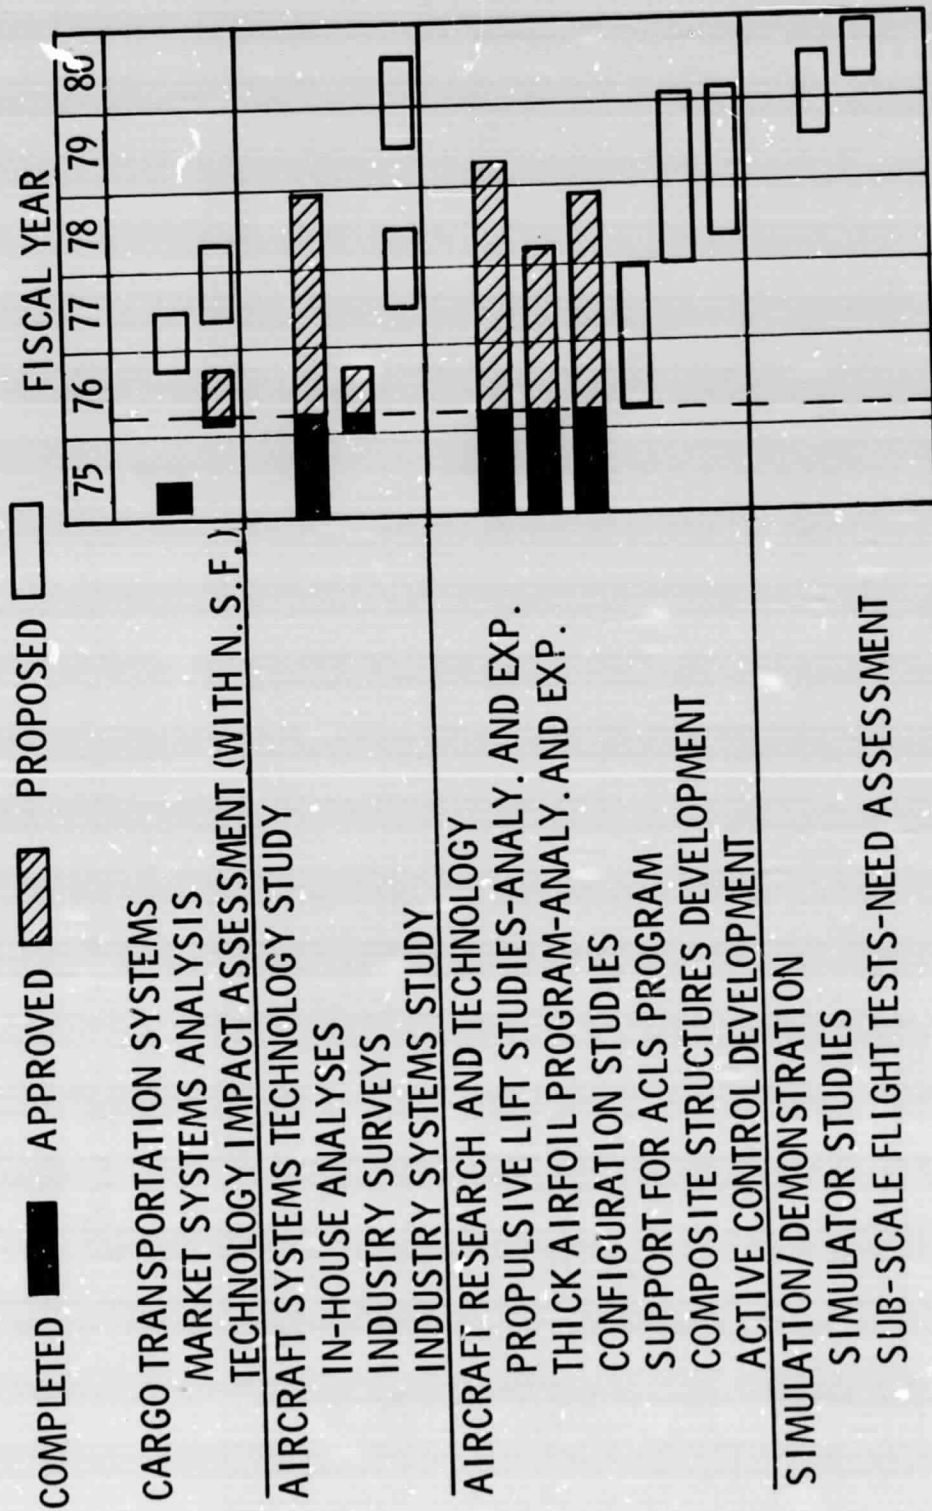 COMPLETED APPROVED PROPOSED
FISCAL YEAR
75 76 77 78 79 80
CARGO TRANSPORTATION SYSTEMS
MARKET SYSTEMS ANALYSIS
TECHNOLOGY IMPACT ASSESSMENT (WITH N.S.F.)
AIRCRAFT SYSTEMS TECHNOLOGY STUDY
IN-HOUSE ANALYSES
INDUSTRY SURVEYS
INDUSTRY SYSTEMS STUDY
AIRCRAFT RESEARCH AND TECHNOLOGY
PROPULSIVE LIFT STUDIES-ANALY. AND EXP.
THICK AIRFOIL PROGRAM-ANALY. AND EXP.
CONFIGURATION STUDIES
SUPPORT FOR ACLS PROGRAM
COMPOSITE STRUCTURES DEVELOPMENT
ACTIVE CONTROL DEVELOPMENT
SIMULATION/DEMONSTRATION
SIMULATOR STUDIES
SUB-SCALE FLIGHT TESTS-NEED ASSESSMENT